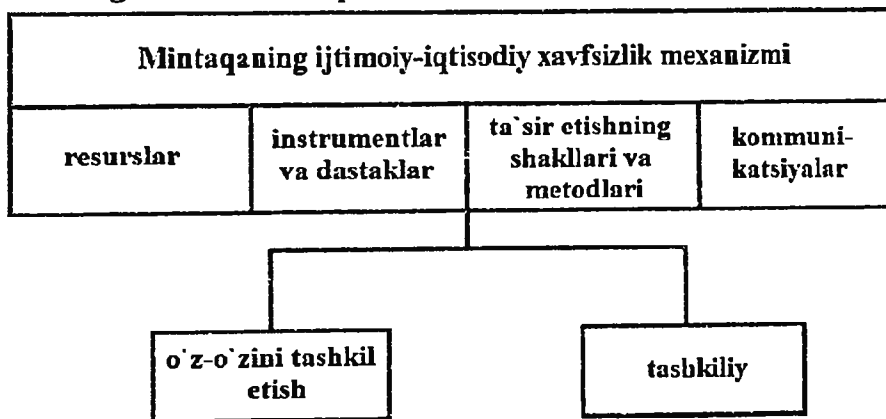 Mintaqaning ijtimoiy-iqtisodiy xavfsizlik mexanizmi
resurslar
instrumentlar
va dastaklar
ta`sir etishning
shakllari va
metodlari
kommuni-
katsiyalar
o`z-o`zini tashkil
etish
tashkiliy